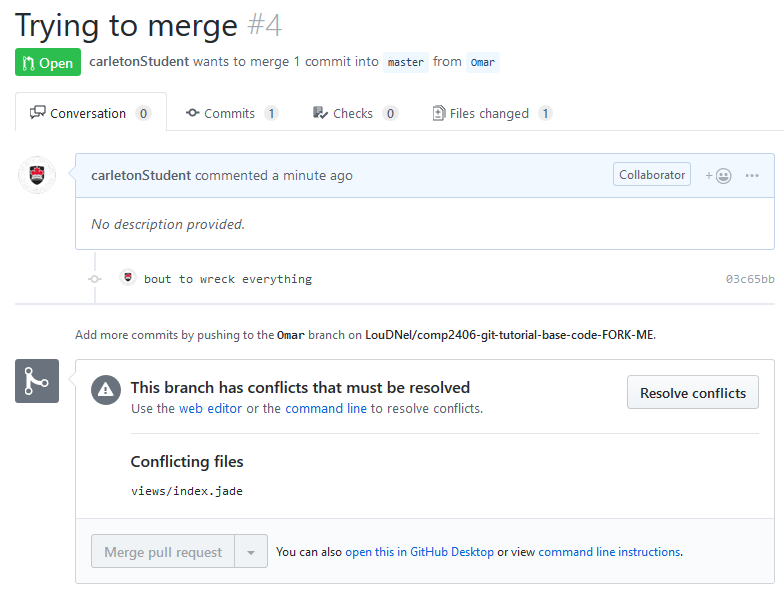 Trying to merge #4
Open carletonStudent wants to merge 1 commit into master from Omar
Conversation 0 Commits 1 Checks 0 Files changed 1
carletonStudent commented a minute ago Collaborator + ...
No description provided.
bout to wreck everything 03c65bb
Add more commits by pushing to the Omar branch on LouDNel/comp2406-git-tutorial-base-code-FORK-ME.
This branch has conflicts that must be resolved Resolve conflicts
Use the web editor or the command line to resolve conflicts.
Conflicting files
views/index.jade
Merge pull request You can also open this in GitHub Desktop or view command line instructions.